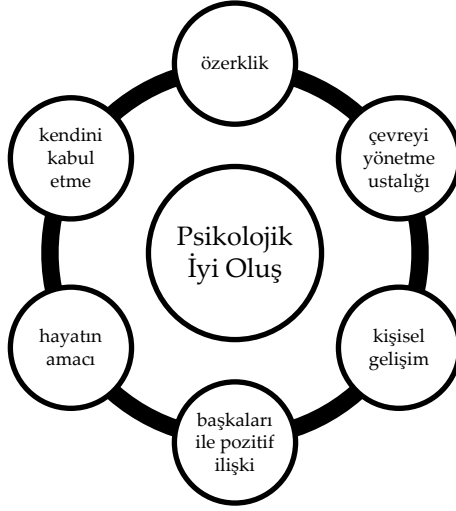 özerklik
çevreyi
yönetme
ustalığı
kişisel
gelişim
başkaları
ile pozitif
ilişki
hayatın
amacı
kendini
kabul
etme
Psikolojik
İyi Oluş